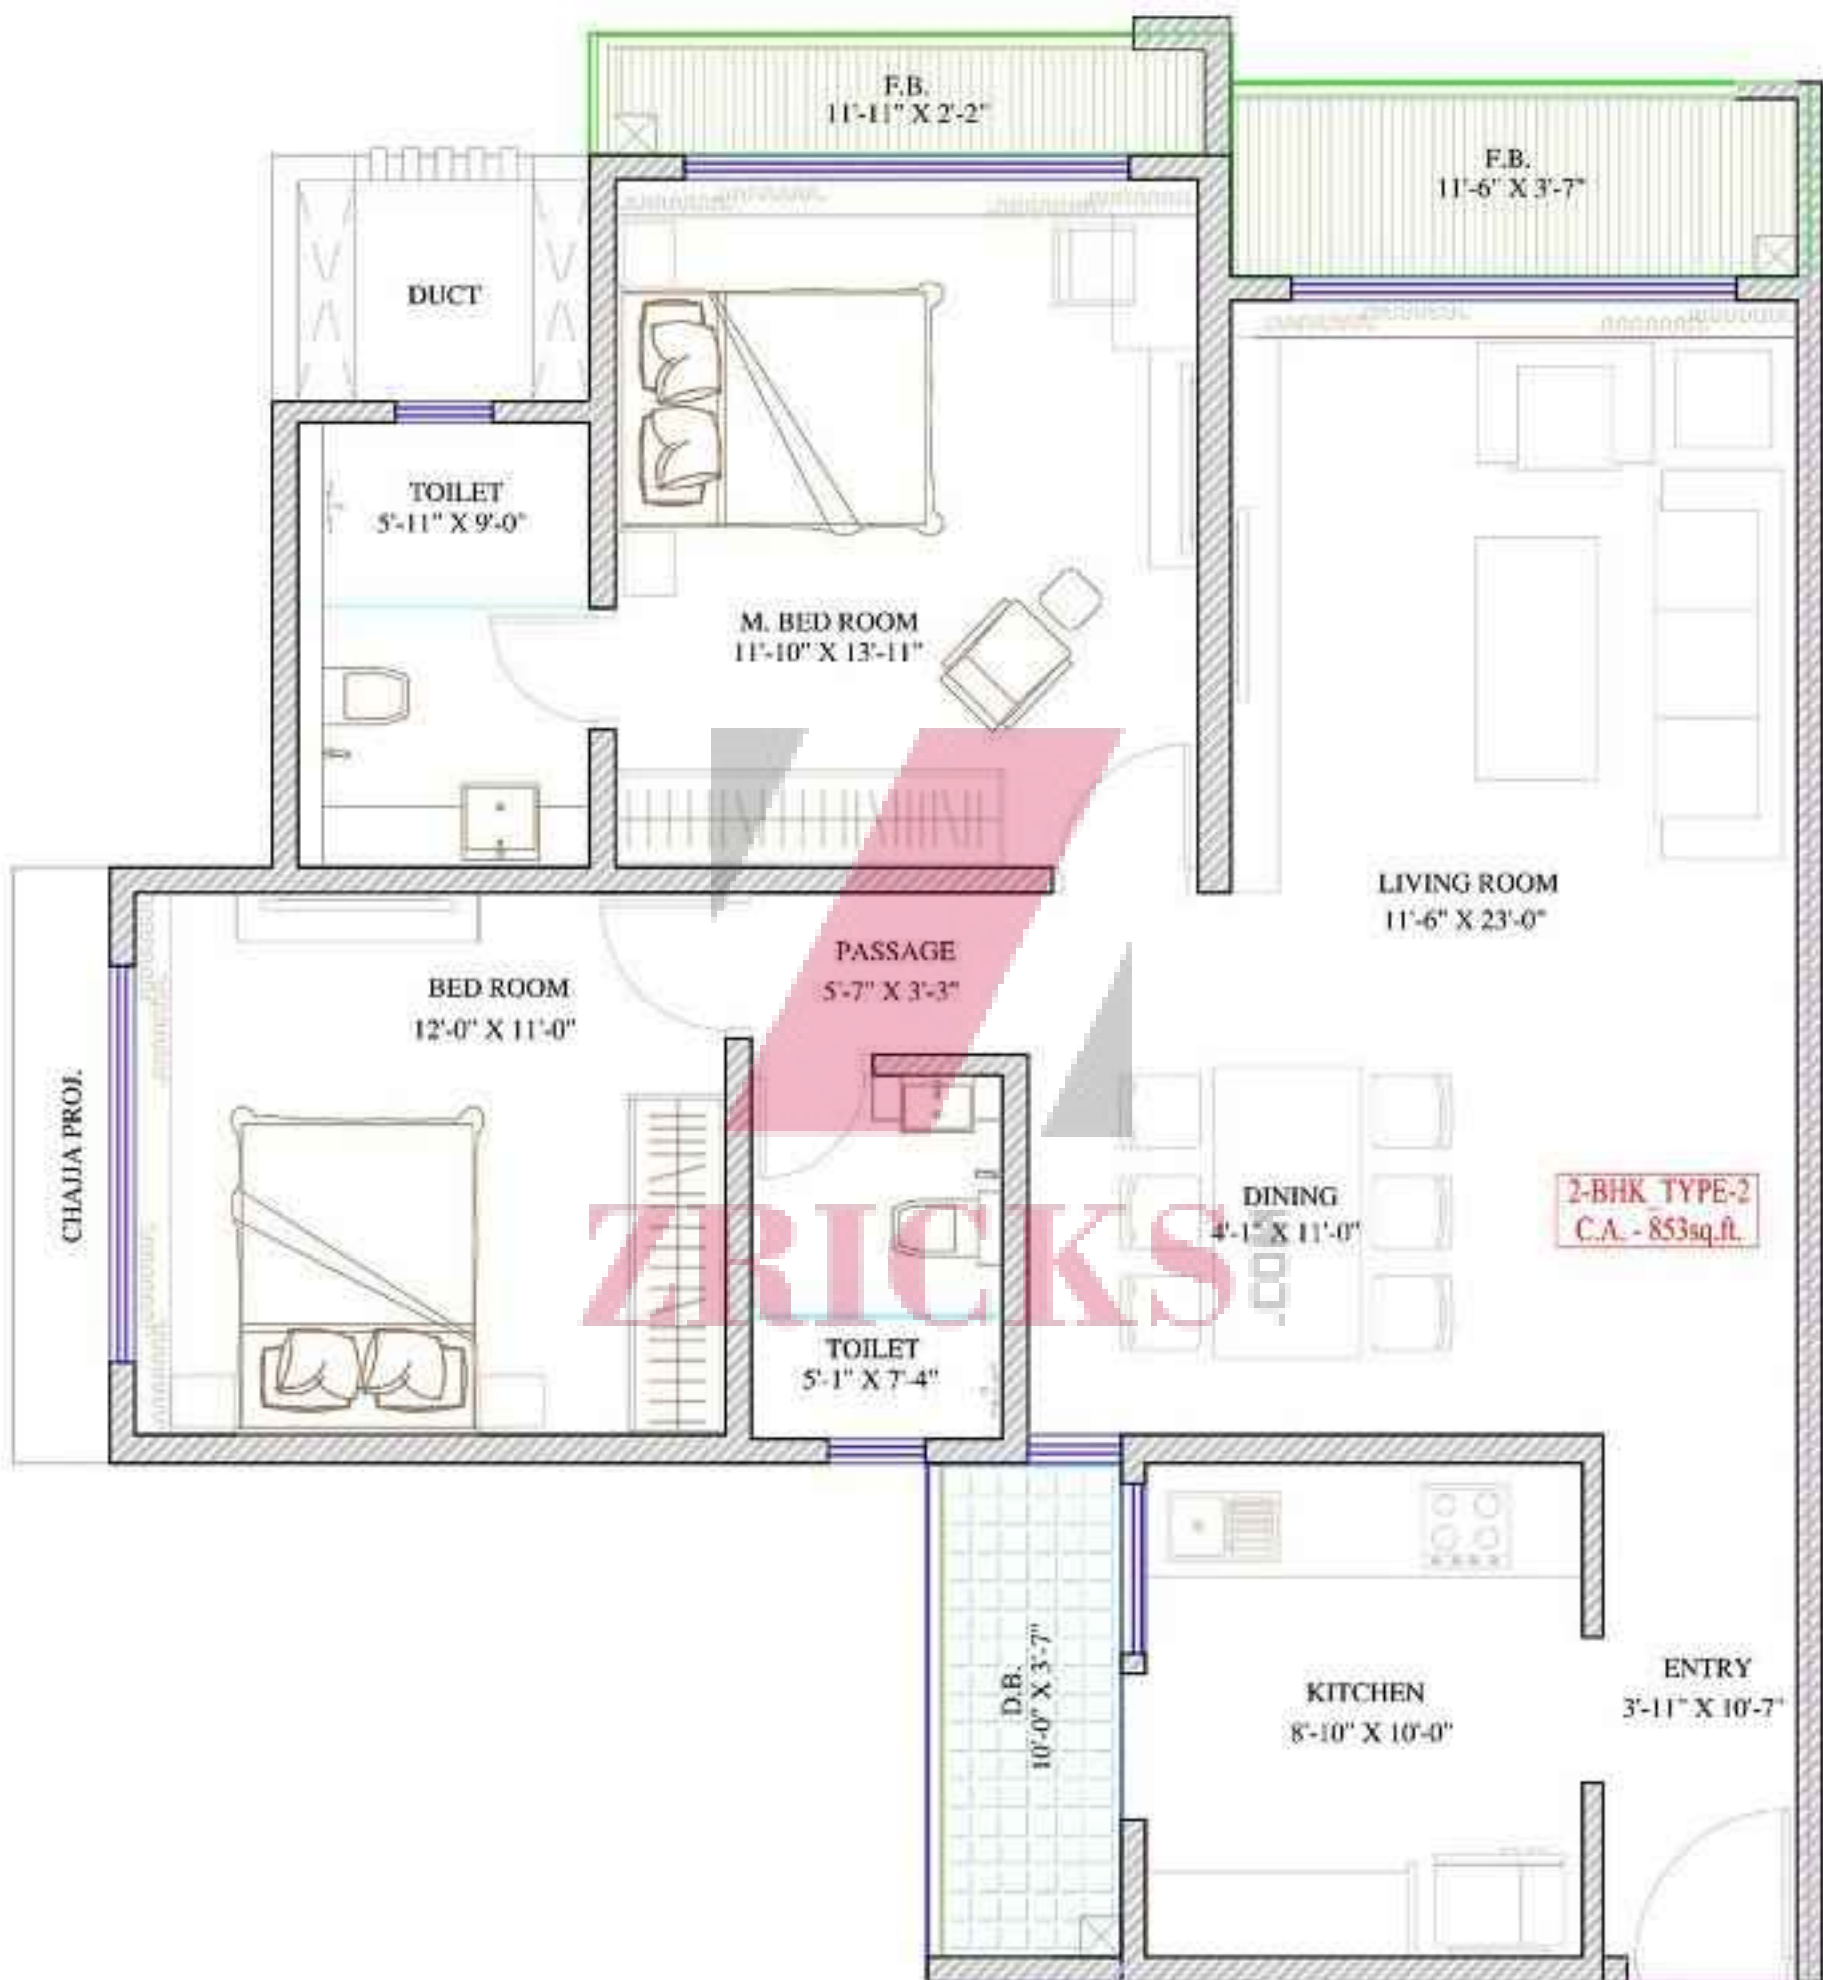 F.B.
11'-11" X 2'-2"
F.B.
11'-6" X 3'-7"
DUCT
TOILET
5'-11" X 9'-0"
M. BED ROOM
11'-10" X 13'-11"
LIVING ROOM
11'-6" X 23'-0"
PASSAGE
5'-7" X 3'-3"
BED ROOM
12'-0" X 11'-0"
CHAJJA PROJ.
DINING
4'-1" X 11'-0"
2-BHK_TYPE-2
C.A. - 853sq.ft.
ZRICKS
.com
TOILET
5'-1" X 7'-4"
D.B.
10'-0" X 3'-7"
KITCHEN
8'-10" X 10'-0"
ENTRY
3'-11" X 10'-7"